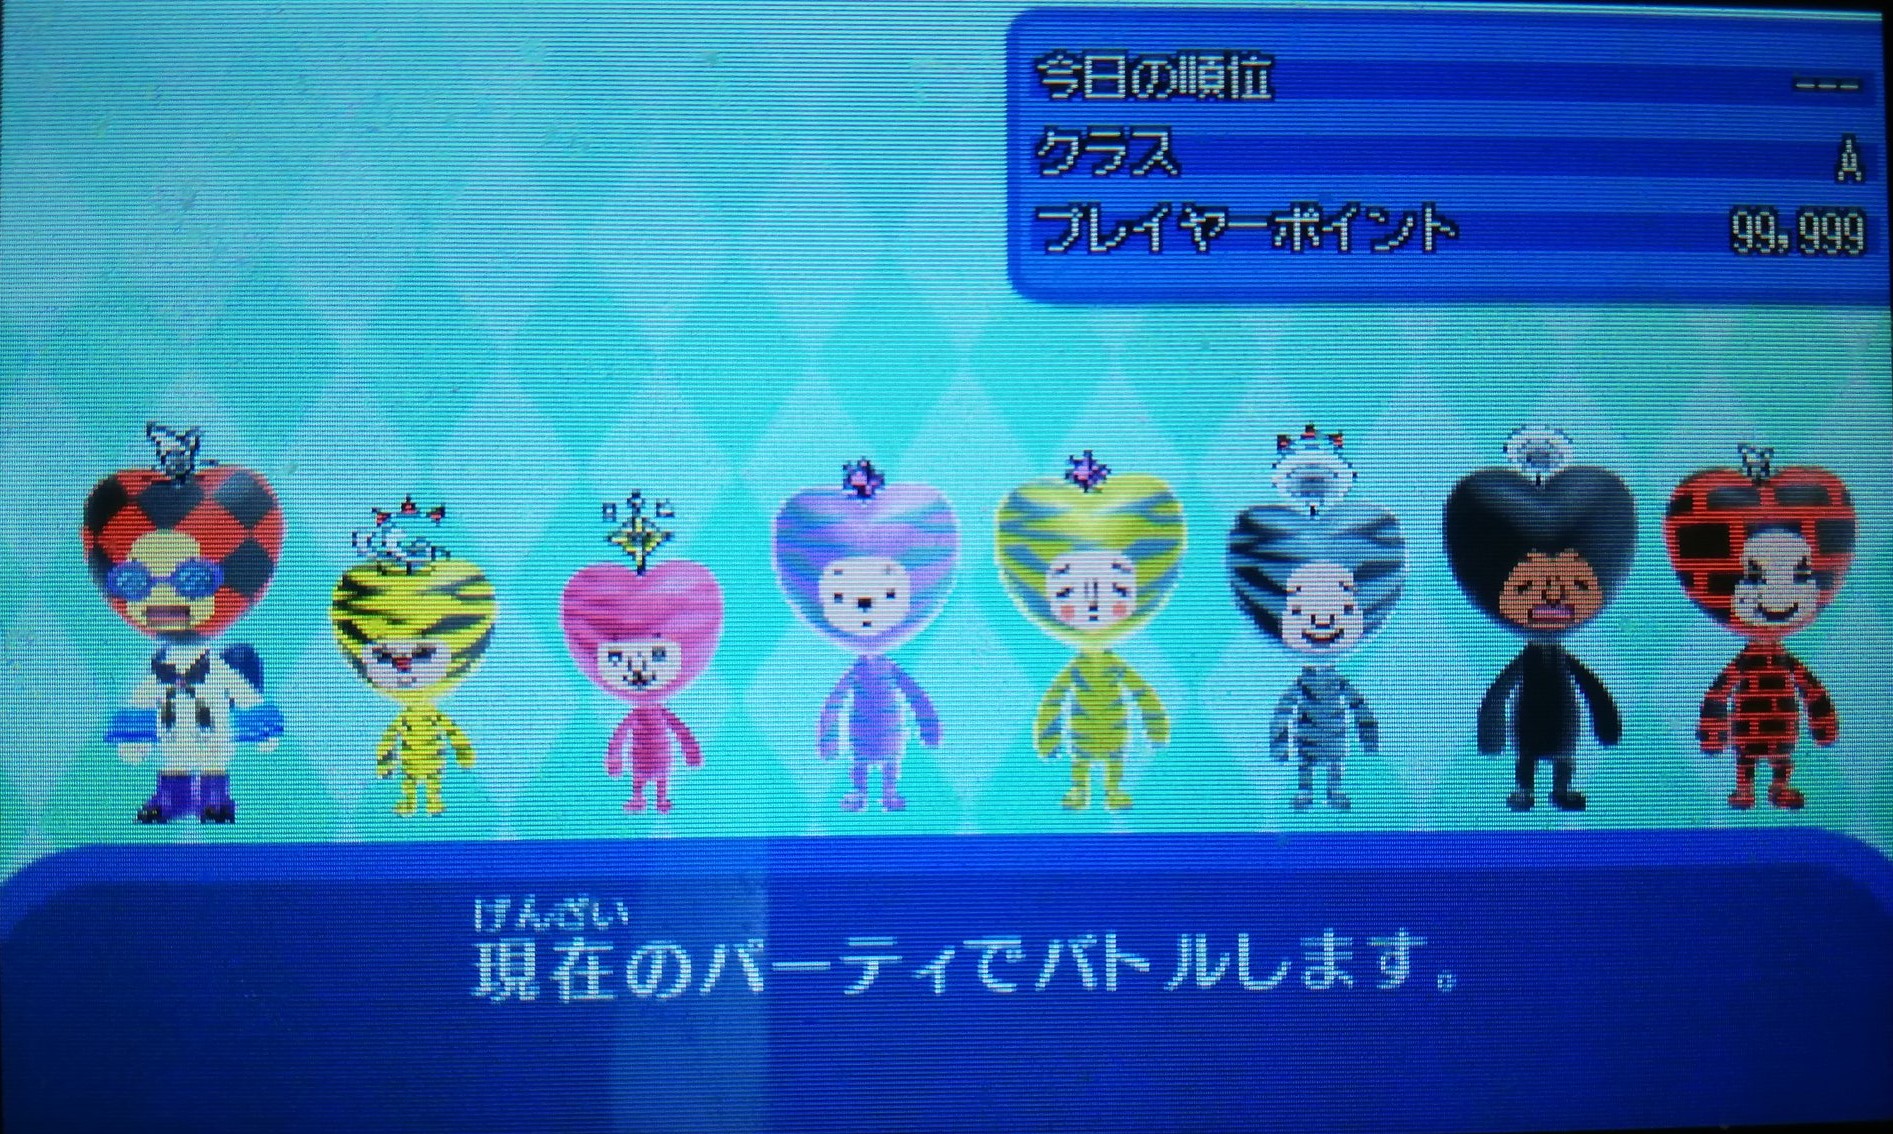 今日の順位 ---
クラス A
プレイヤーポイント 99,999
げんざい
現在のパーティでバトルします。